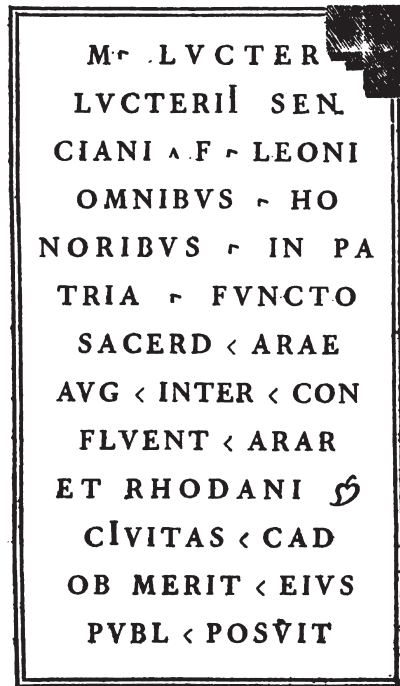 M LVCTER
LVCTERII SEN
CIANI F LEONI
OMNIBVS HO
NORIBVS IN PA
TRIA FVNCTO
SACERD < ARAE
AVG < INTER < CON
FLVENT < ARAR
ET RHODANI ❦
CIVITAS < CAD
OB MERIT < EIVS
PVBL < POSVIT